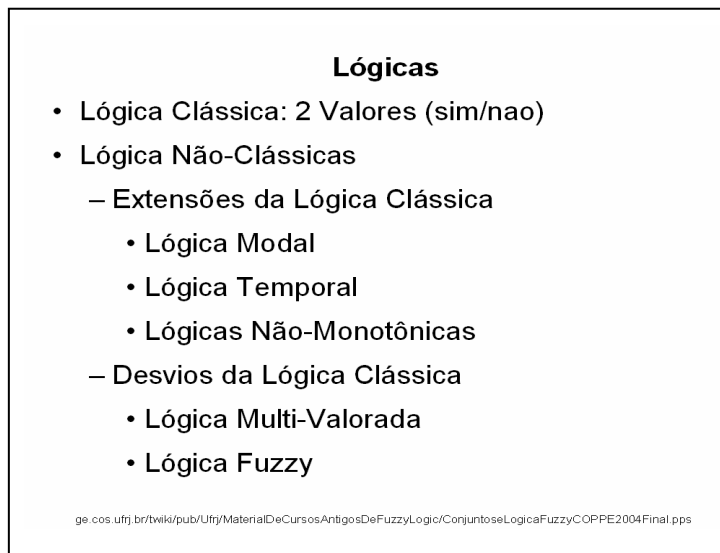 Lógicas
• Lógica Clássica: 2 Valores (sim/nao)
• Lógica Não-Clássicas
– Extensões da Lógica Clássica
• Lógica Modal
• Lógica Temporal
• Lógicas Não-Monotônicas
– Desvios da Lógica Clássica
• Lógica Multi-Valorada
• Lógica Fuzzy
ge.cos.ufrj.br/twiki/pub/Ufrj/MaterialDeCursosAntigosDeFuzzyLogic/ConjuntoseLogicaFuzzyCOPPE2004Final.pps